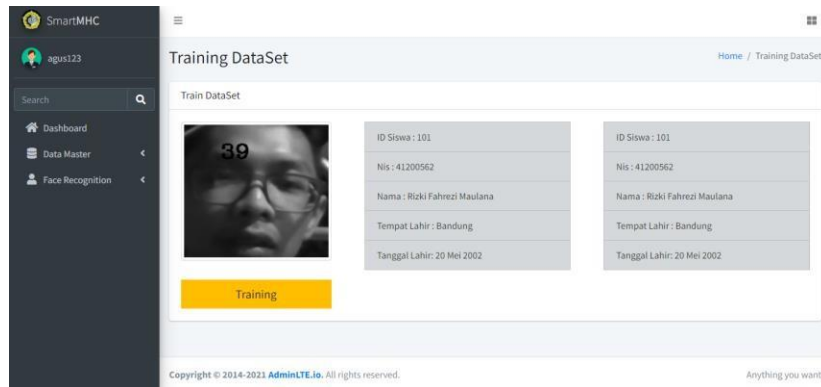 SmartMHC
agus123
Search
Dashboard
Data Master
Face Recognition
Training DataSet
Home / Training DataSet
Train DataSet
39
Training
ID Siswa : 101
Nis : 41200562
Nama : Rizki Fahrezi Maulana
Tempat Lahir : Bandung
Tanggal Lahir: 20 Mei 2002
ID Siswa : 101
Nis : 41200562
Nama : Rizki Fahrezi Maulana
Tempat Lahir : Bandung
Tanggal Lahir: 20 Mei 2002
Copyright © 2014-2021 AdminLTE.io. All rights reserved.
Anything you want